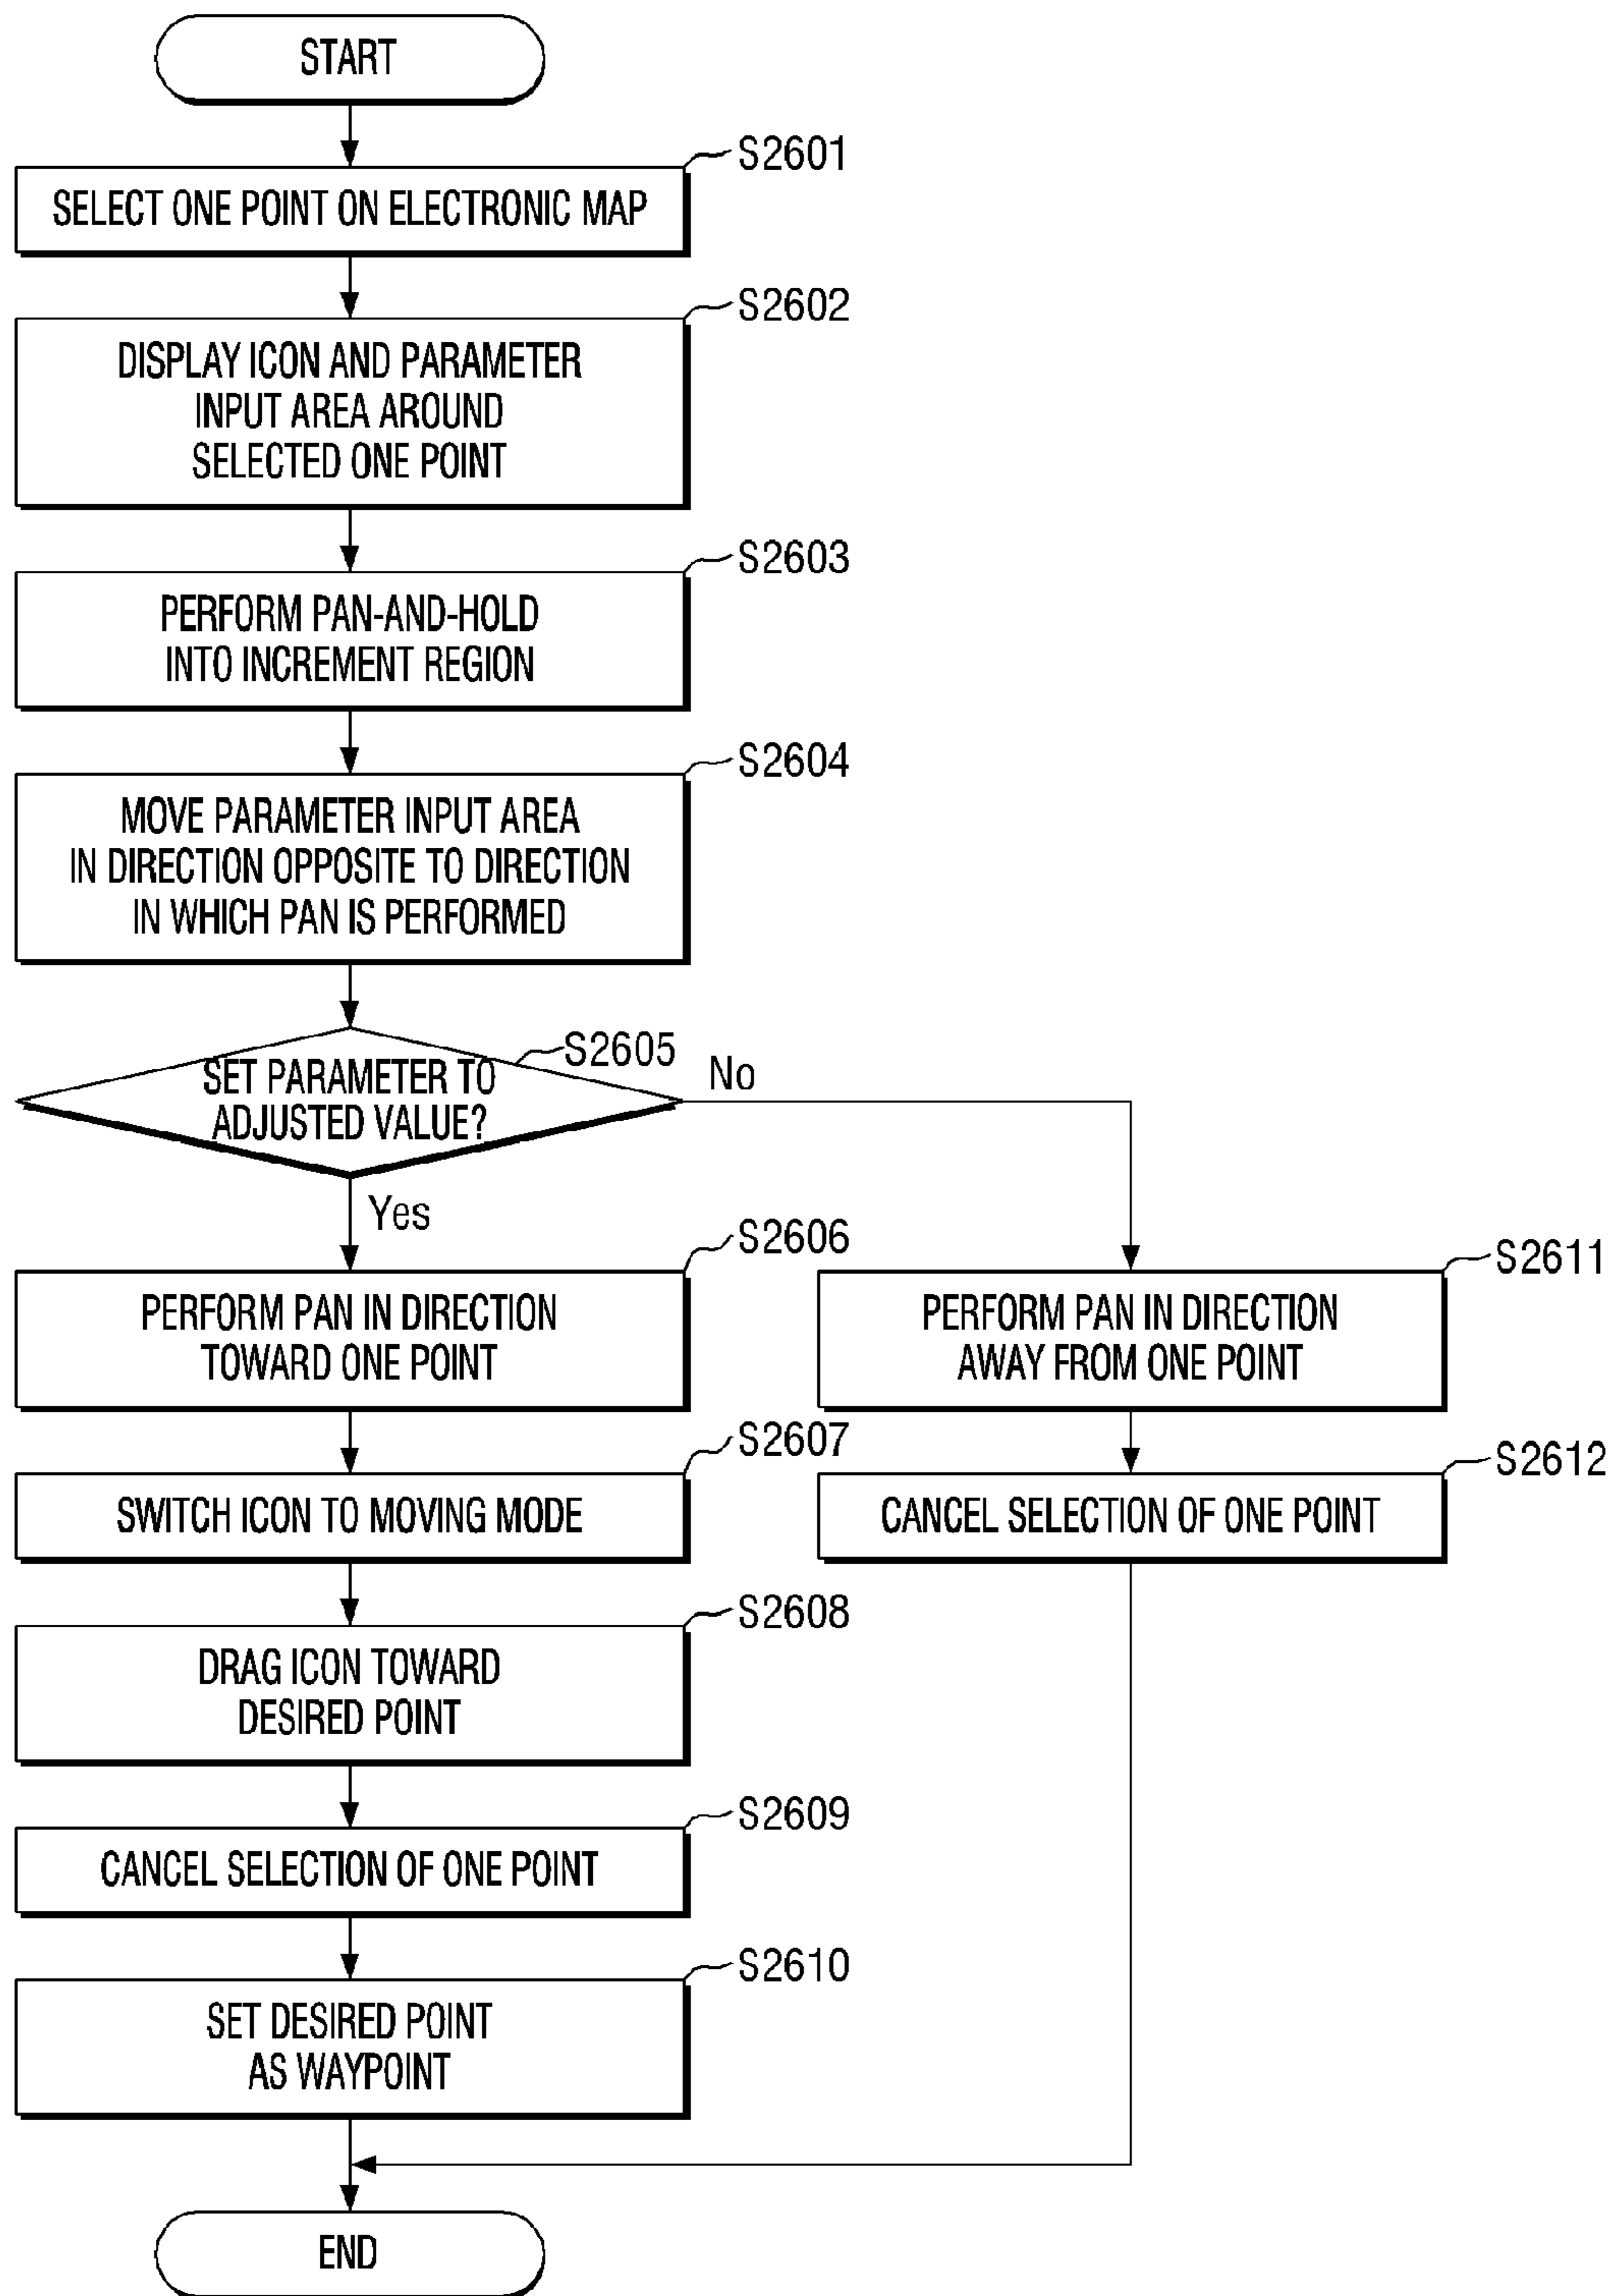 START
S2601
SELECT ONE POINT ON ELECTRONIC MAP
S2602
DISPLAY ICON AND PARAMETER
INPUT AREA AROUND
SELECTED ONE POINT
S2603
PERFORM PAN-AND-HOLD
INTO INCREMENT REGION
S2604
MOVE PARAMETER INPUT AREA
IN DIRECTION OPPOSITE TO DIRECTION
IN WHICH PAN IS PERFORMED
S2605
SET PARAMETER TO
ADJUSTED VALUE?
No
Yes
S2606
PERFORM PAN IN DIRECTION
TOWARD ONE POINT
S2607
SWITCH ICON TO MOVING MODE
S2608
DRAG ICON TOWARD
DESIRED POINT
S2609
CANCEL SELECTION OF ONE POINT
S2610
SET DESIRED POINT
AS WAYPOINT
S2611
PERFORM PAN IN DIRECTION
AWAY FROM ONE POINT
S2612
CANCEL SELECTION OF ONE POINT
END